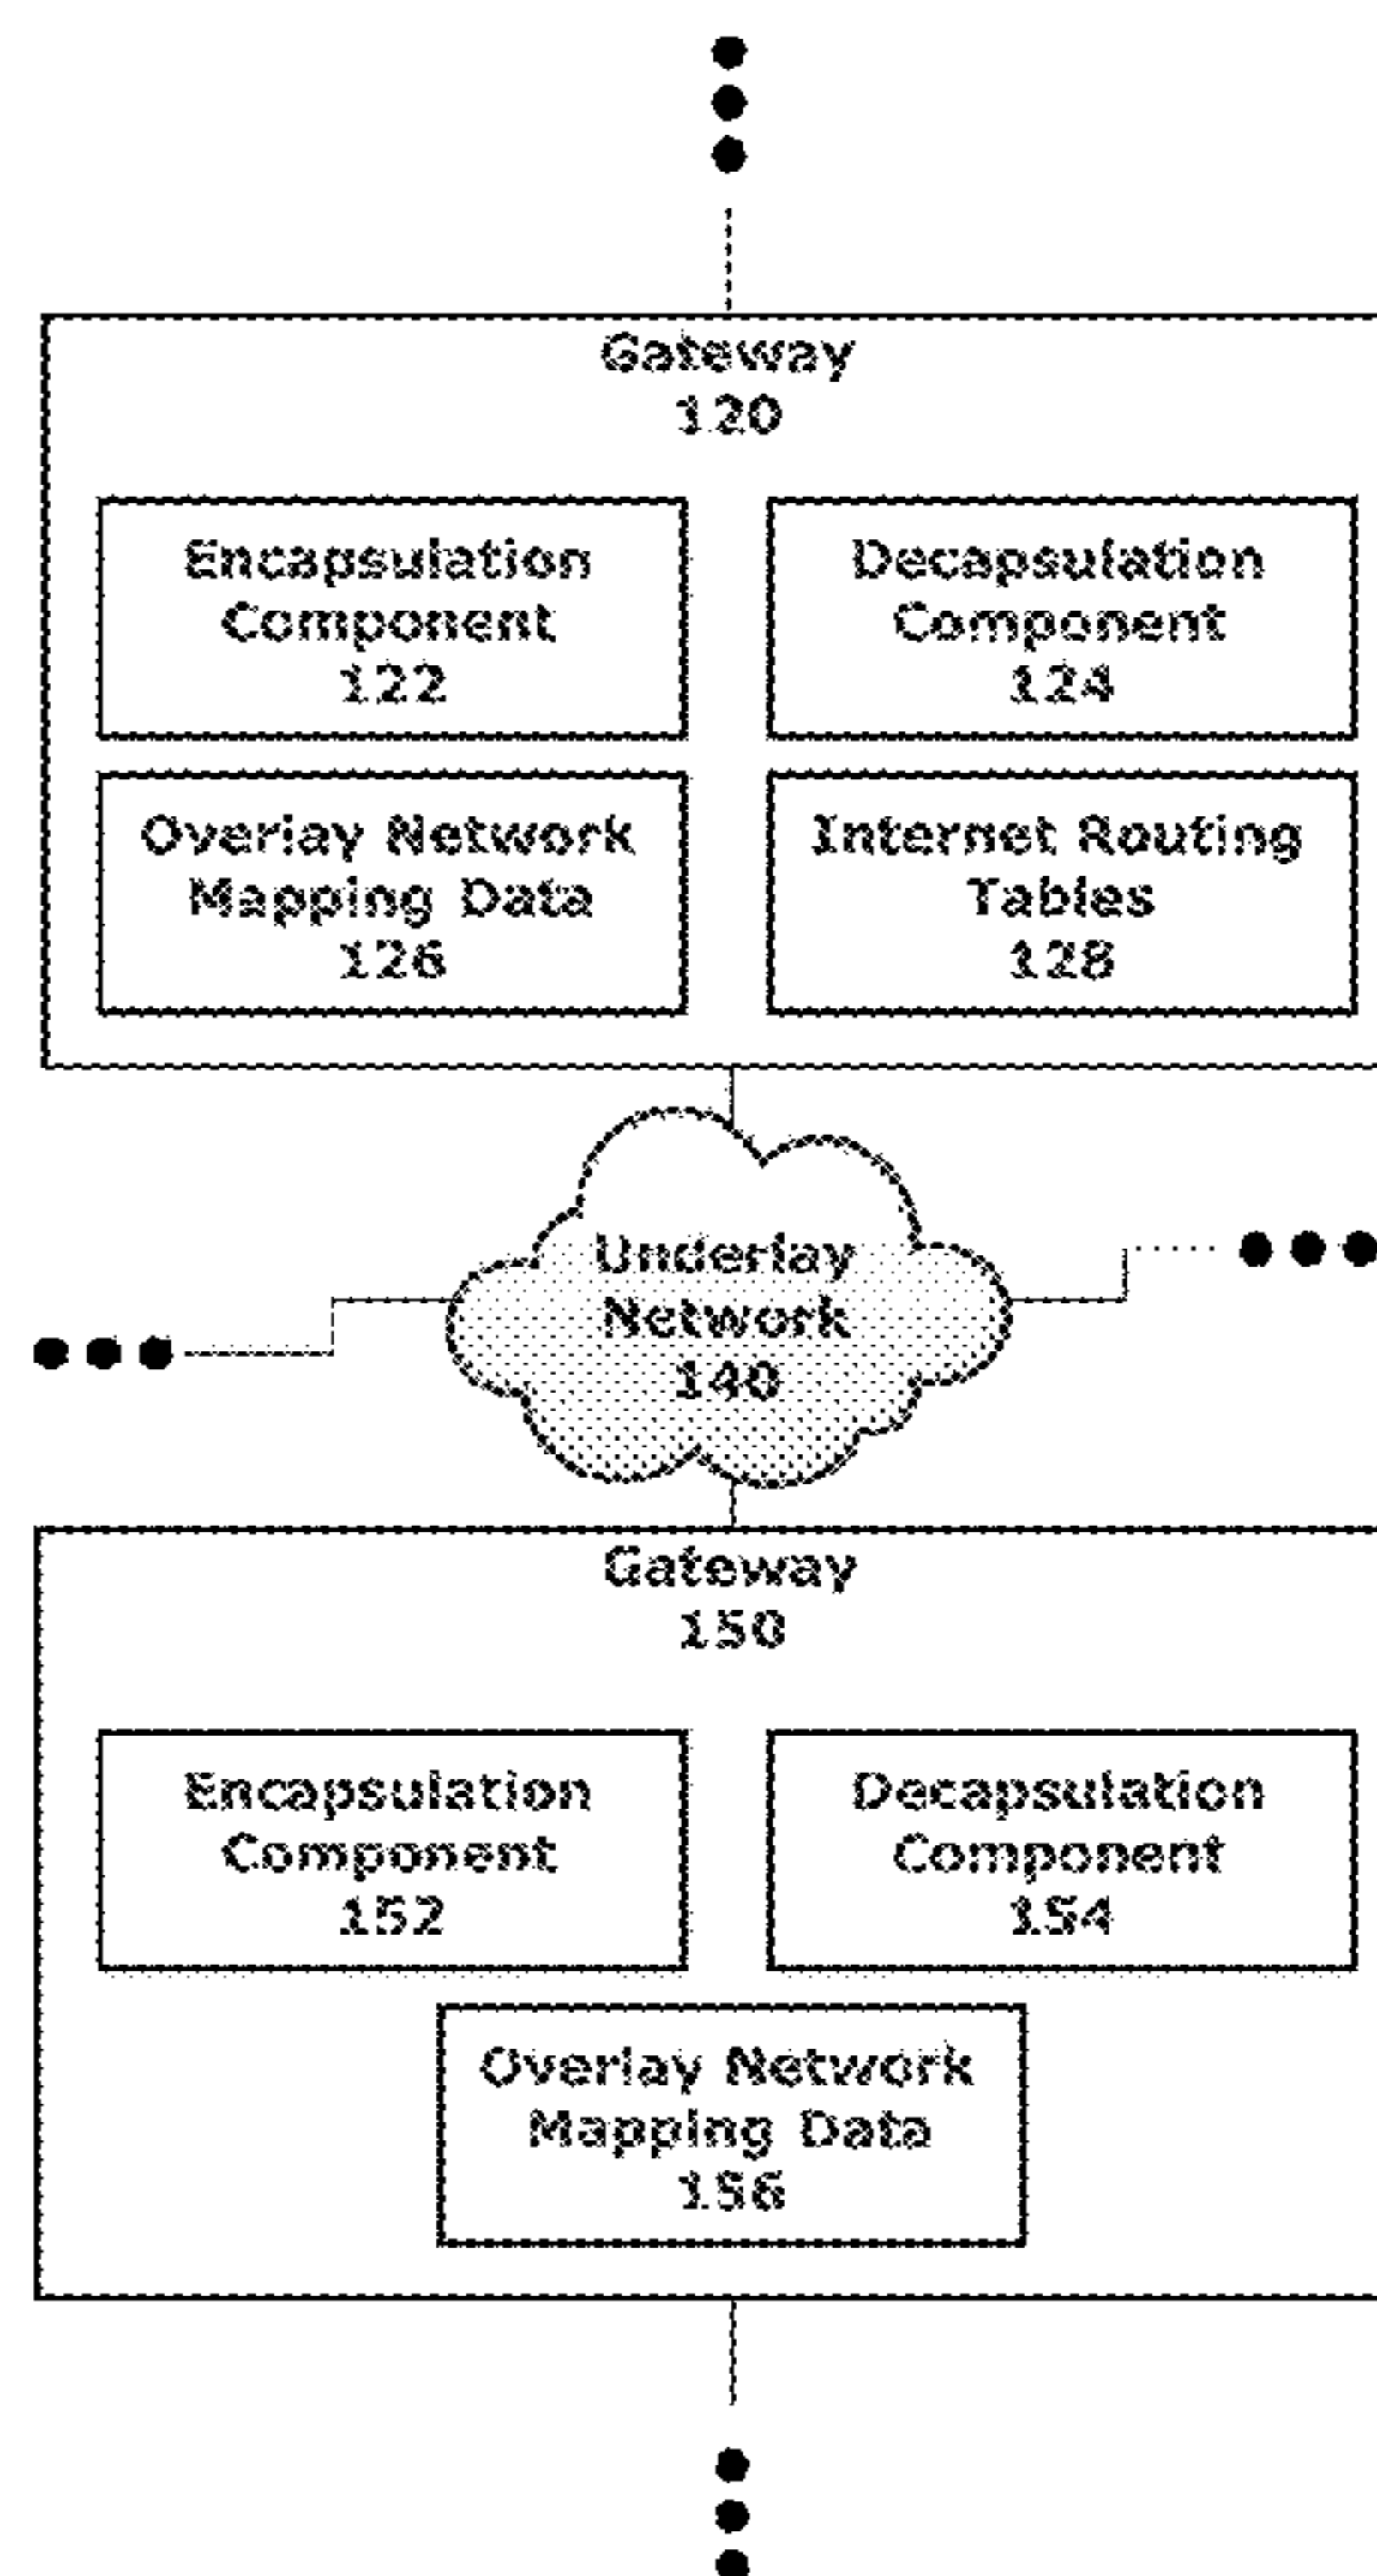 Gateway
120
Encapsulation
Component
122
Decapsulation
Component
124
Overlay Network
Mapping Data
126
Internet Routing
Tables
128
Underlay
Network
140
Gateway
150
Encapsulation
Component
152
Decapsulation
Component
154
Overlay Network
Mapping Data
156